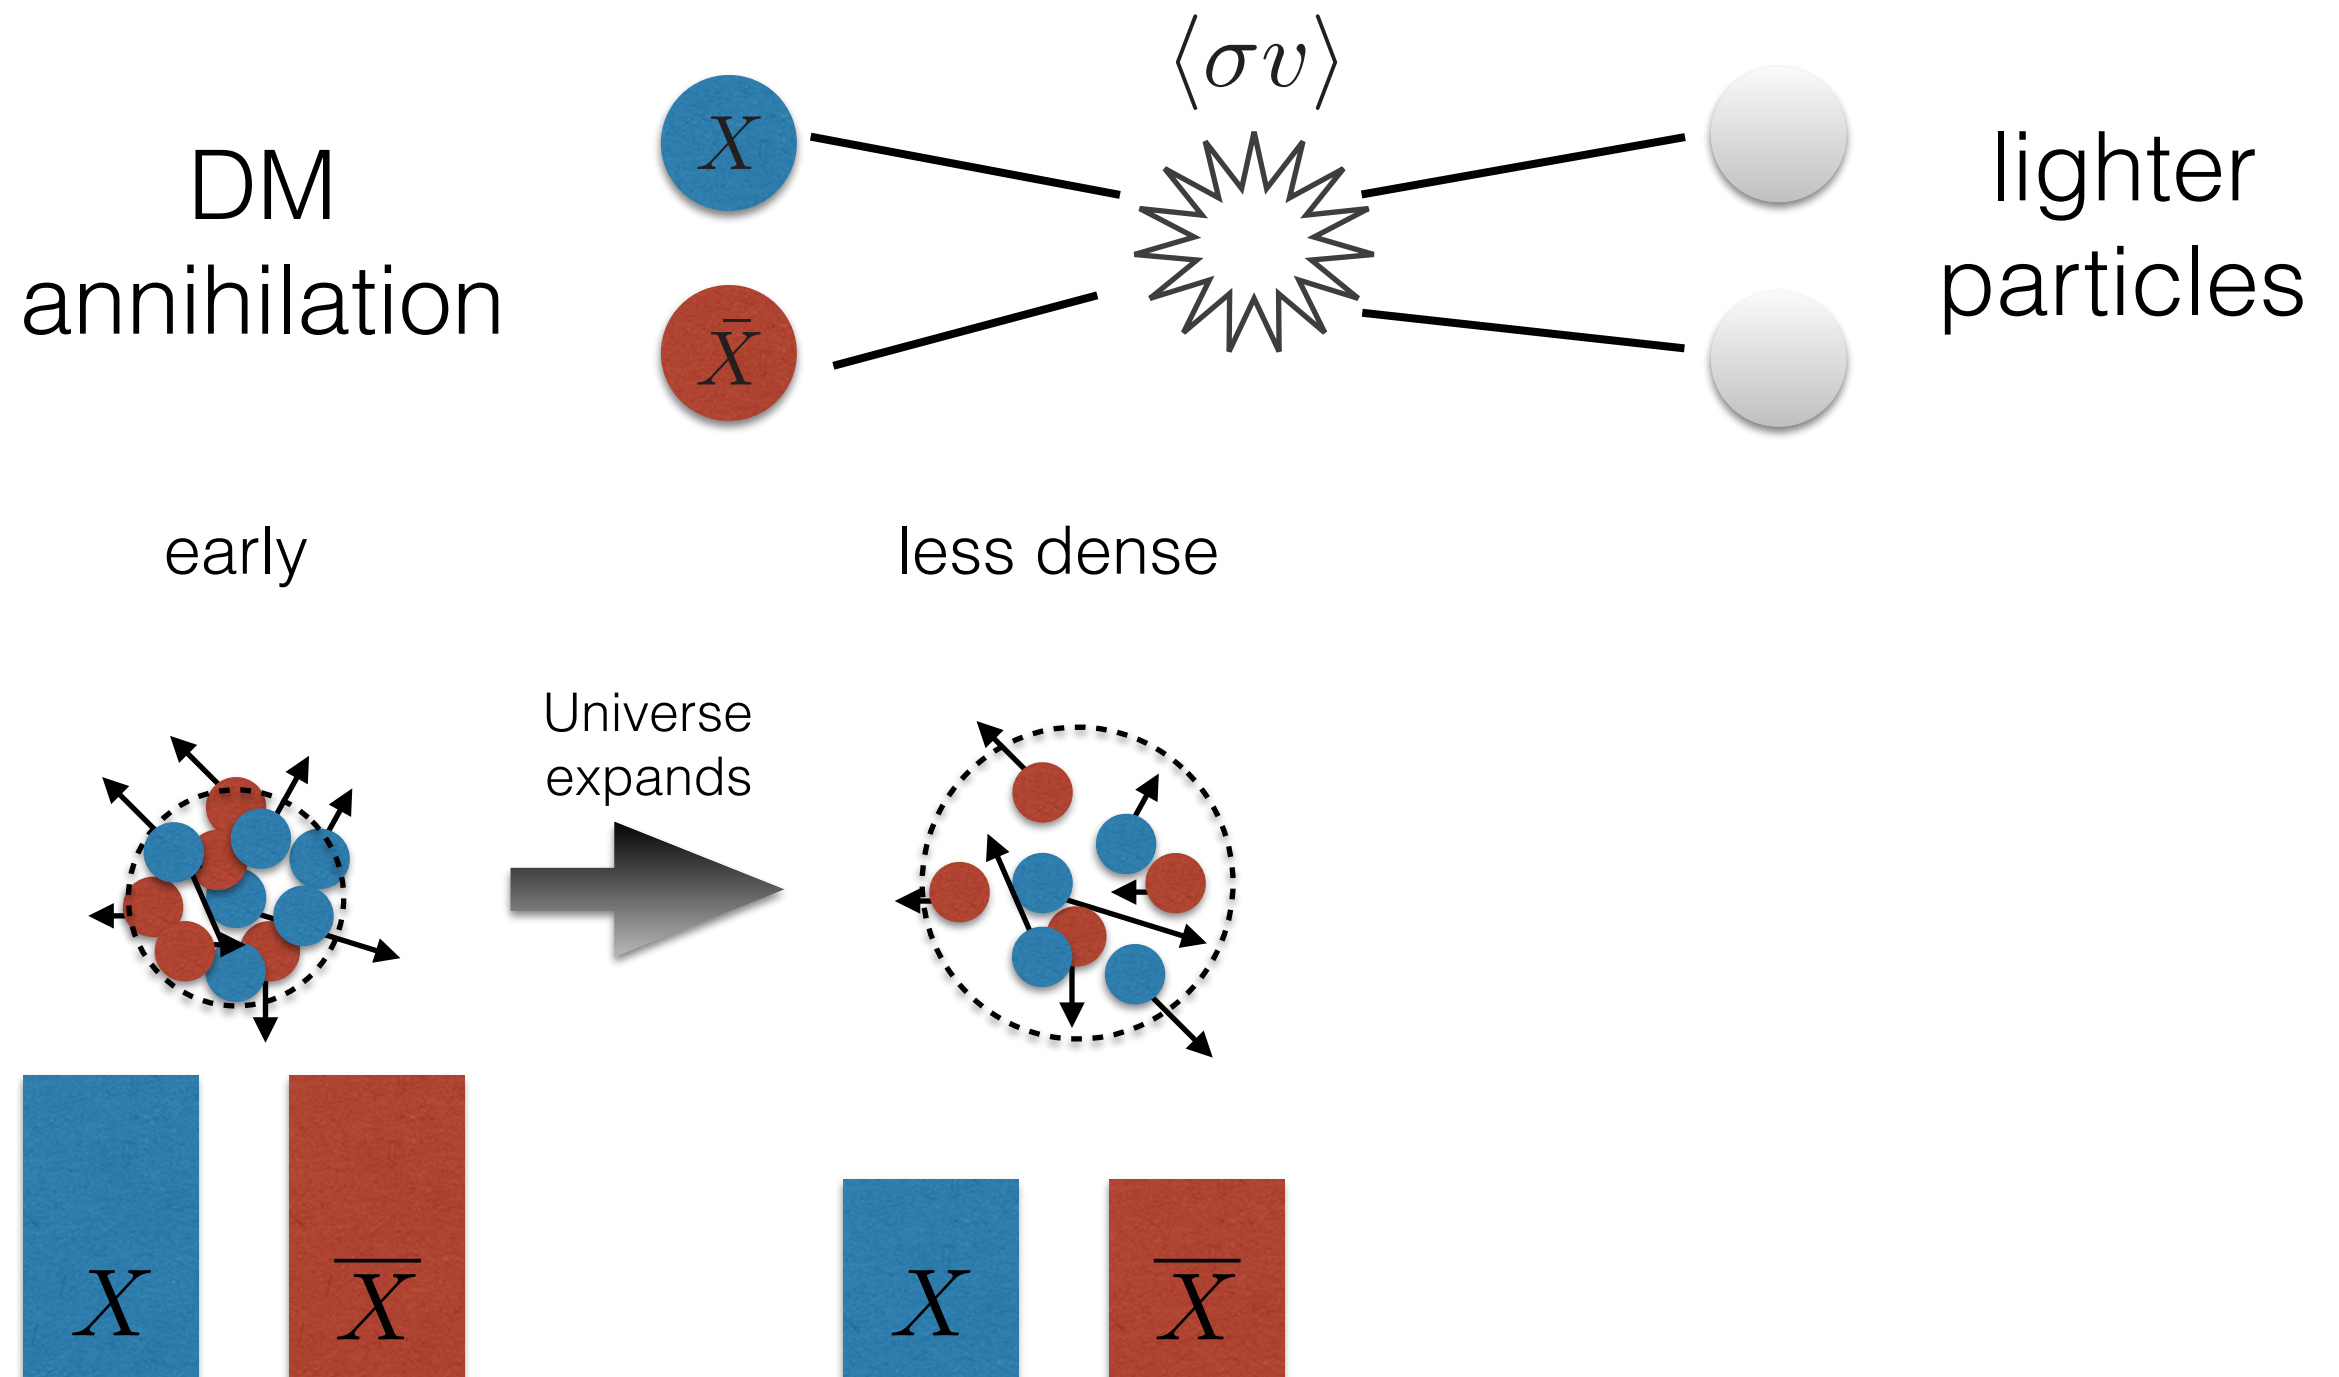 ⟨σv⟩
DM
annihilation
X
X̄
lighter
particles
early
less dense
Universe
expands
X
X̄
X
X̄